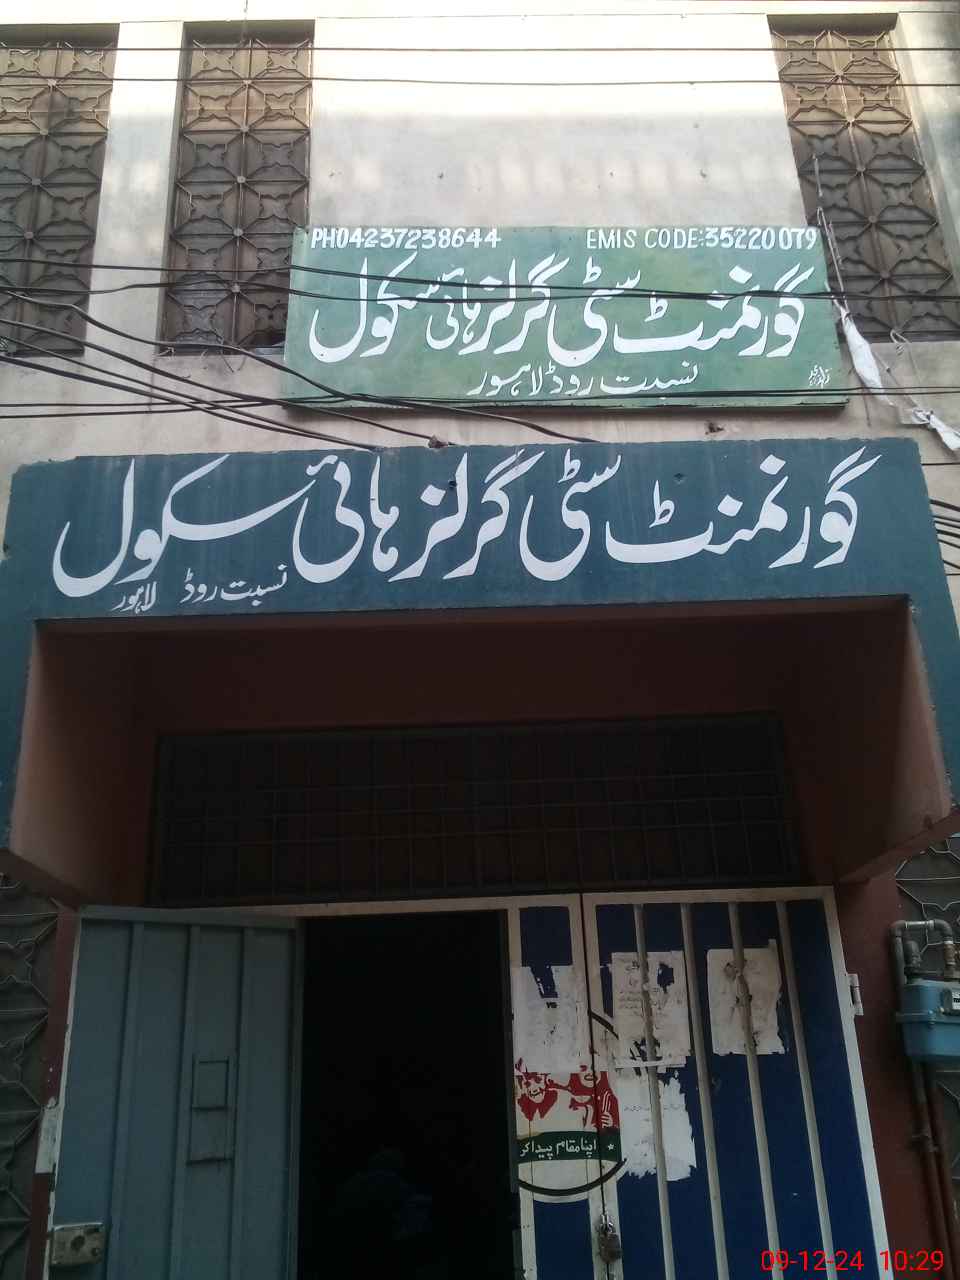 PH04237238644 EMIS CODE:35220079
گورنمنٹ سٹی گرلز ہائی سکول
نسبت روڈ لاہور
گورنمنٹ سٹی گرلز ہائی سکول
نسبت روڈ لاہور
اپنا مقام پیدا کر
09-12-24 10:29